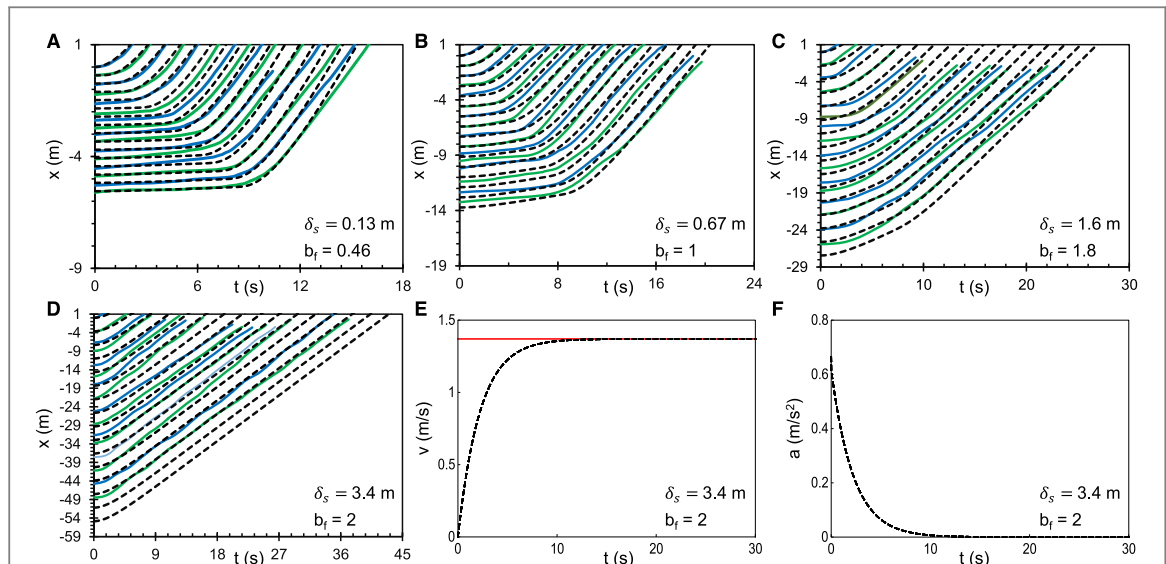 A
x (m)
1
-4
-9
0
6
12
18
t (s)
δs = 0.13 m
bf = 0.46
B
x (m)
1
-4
-9
-14
-19
0
8
16
24
t (s)
δs = 0.67 m
bf = 1
C
x (m)
1
-4
-9
-14
-19
-24
-29
0
10
20
30
t (s)
δs = 1.6 m
bf = 1.8
D
x (m)
1
-4
-9
-14
-19
-24
-29
-34
-39
-44
-49
-54
-59
0
9
18
27
36
45
t (s)
δs = 3.4 m
bf = 2
E
v (m/s)
1.5
1
0.5
0
0
10
20
30
t (s)
δs = 3.4 m
bf = 2
F
a (m/s²)
0.8
0.6
0.4
0.2
0
0
10
20
30
t (s)
δs = 3.4 m
bf = 2